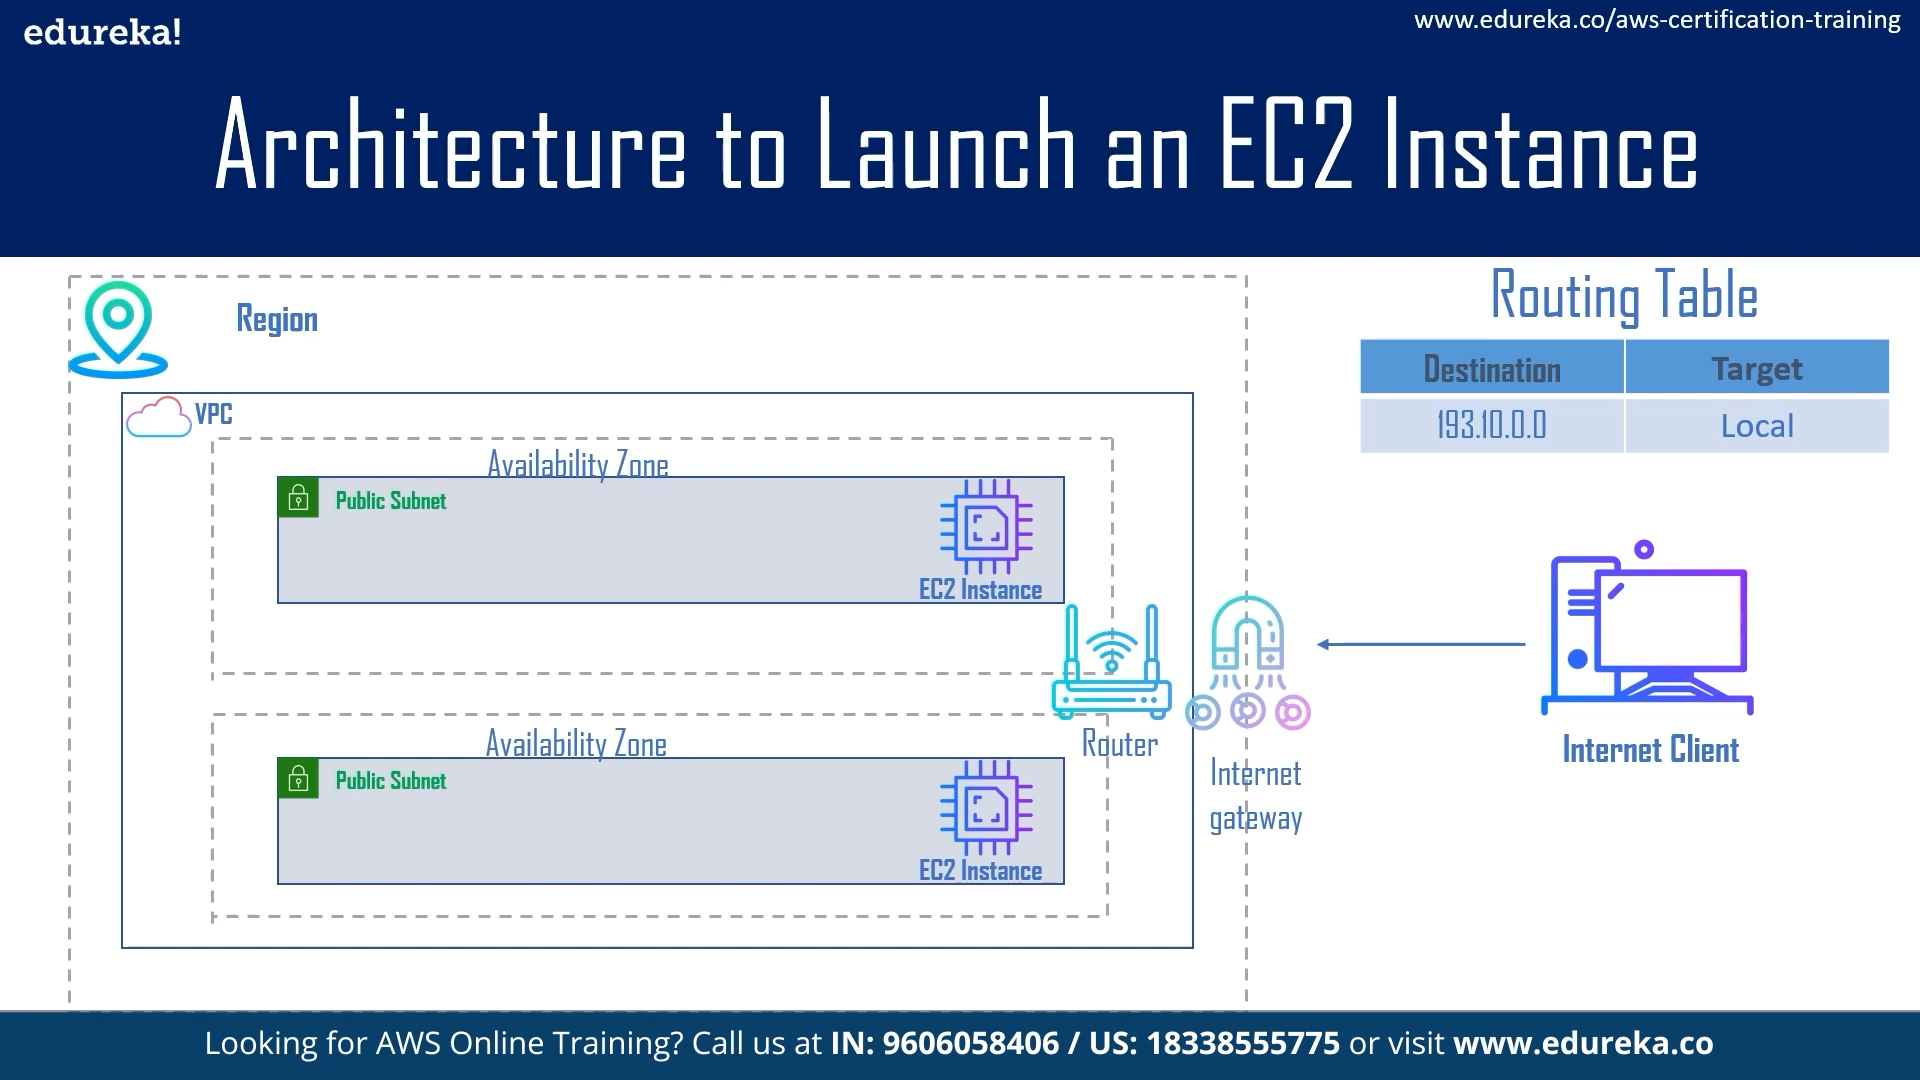 edureka!
www.edureka.co/aws-certification-training
Architecture to Launch an EC2 Instance
Region
VPC
Availability Zone
Public Subnet
EC2 Instance
Availability Zone
Public Subnet
EC2 Instance
Router
Internet
gateway
Routing Table
Destination Target
193.10.0.0 Local
Internet Client
Looking for AWS Online Training? Call us at IN: 9606058406 / US: 18338555775 or visit www.edureka.co